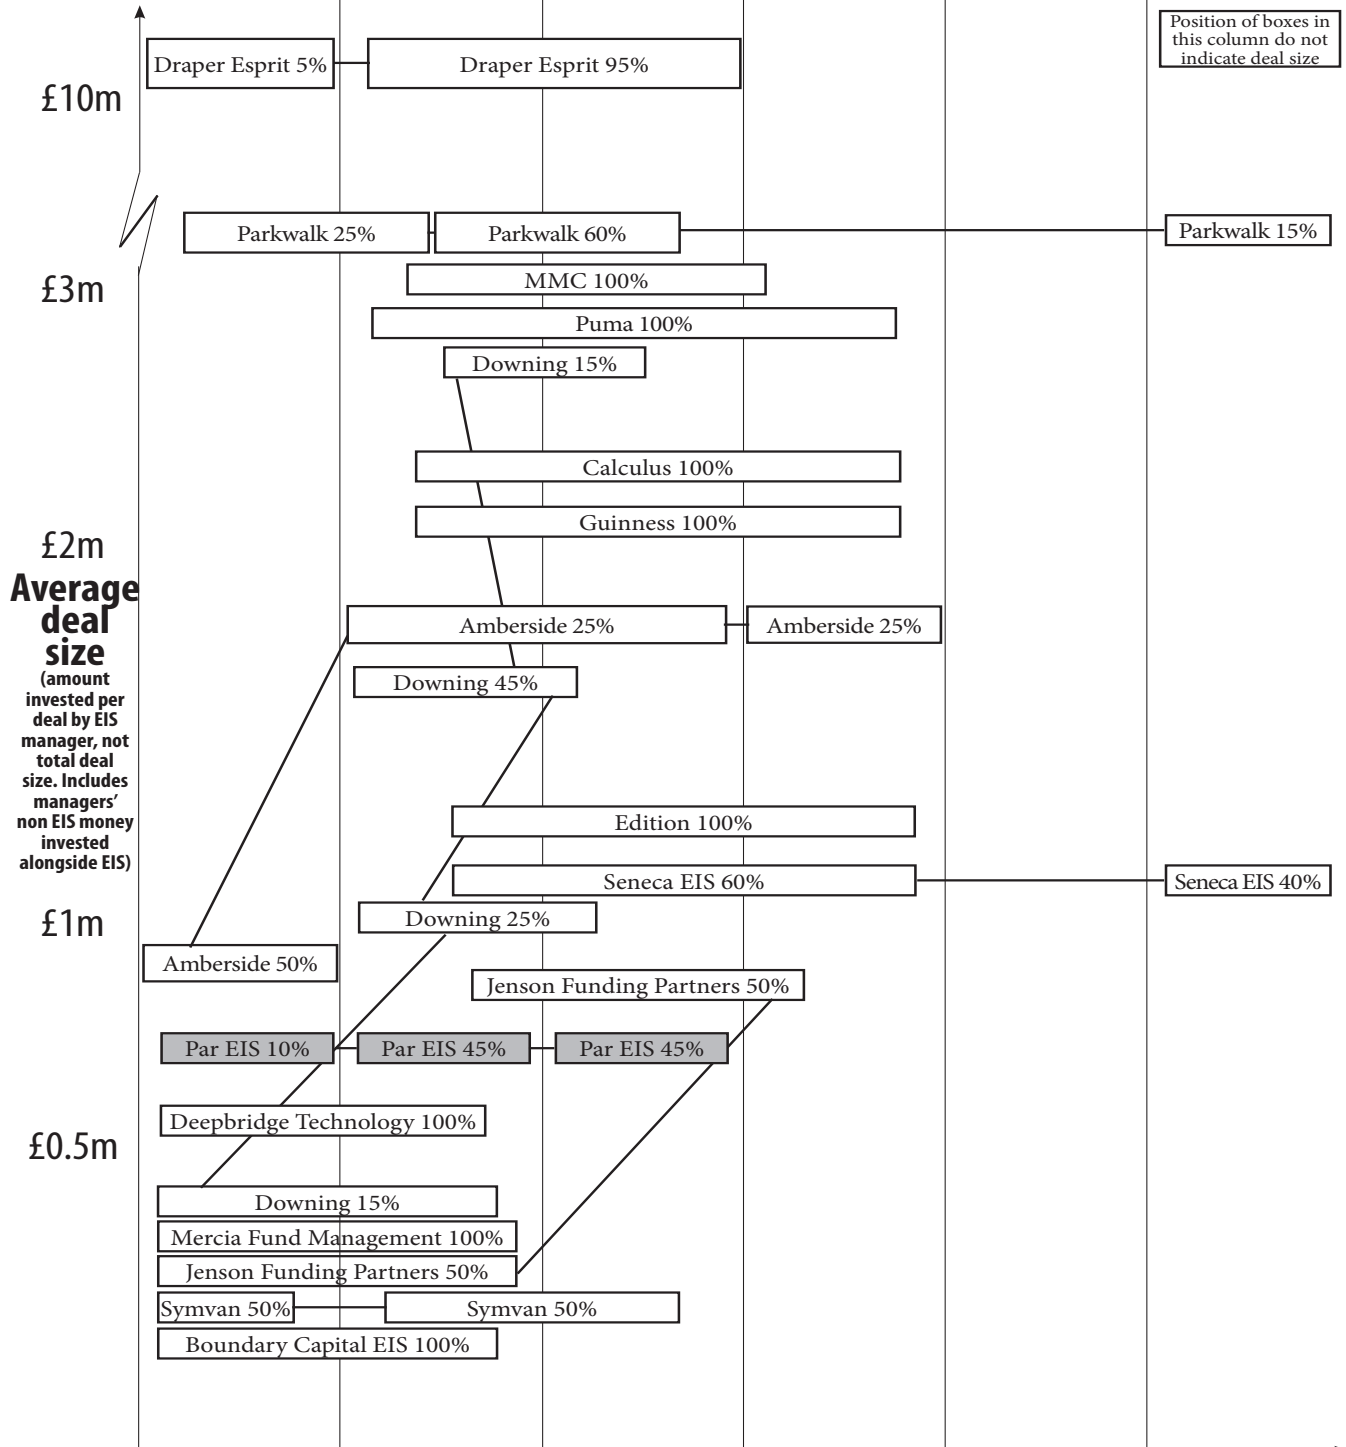 Position of boxes in
this column do not
indicate deal size
Draper Esprit 5%
Draper Esprit 95%
£10m
Parkwalk 25%
Parkwalk 60%
Parkwalk 15%
MMC 100%
£3m
Puma 100%
Downing 15%
Calculus 100%
Guinness 100%
£2m
Average
deal
size
(amount
invested per
deal by EIS
manager, not
total deal
size. Includes
managers’
non EIS money
invested
alongside EIS)
Amberside 25%
Amberside 25%
Downing 45%
Edition 100%
Seneca EIS 60%
Seneca EIS 40%
£1m
Downing 25%
Amberside 50%
Jenson Funding Partners 50%
Par EIS 10%
Par EIS 45%
Par EIS 45%
Deepbridge Technology 100%
£0.5m
Downing 15%
Mercia Fund Management 100%
Jenson Funding Partners 50%
Symvan 50%
Symvan 50%
Boundary Capital EIS 100%